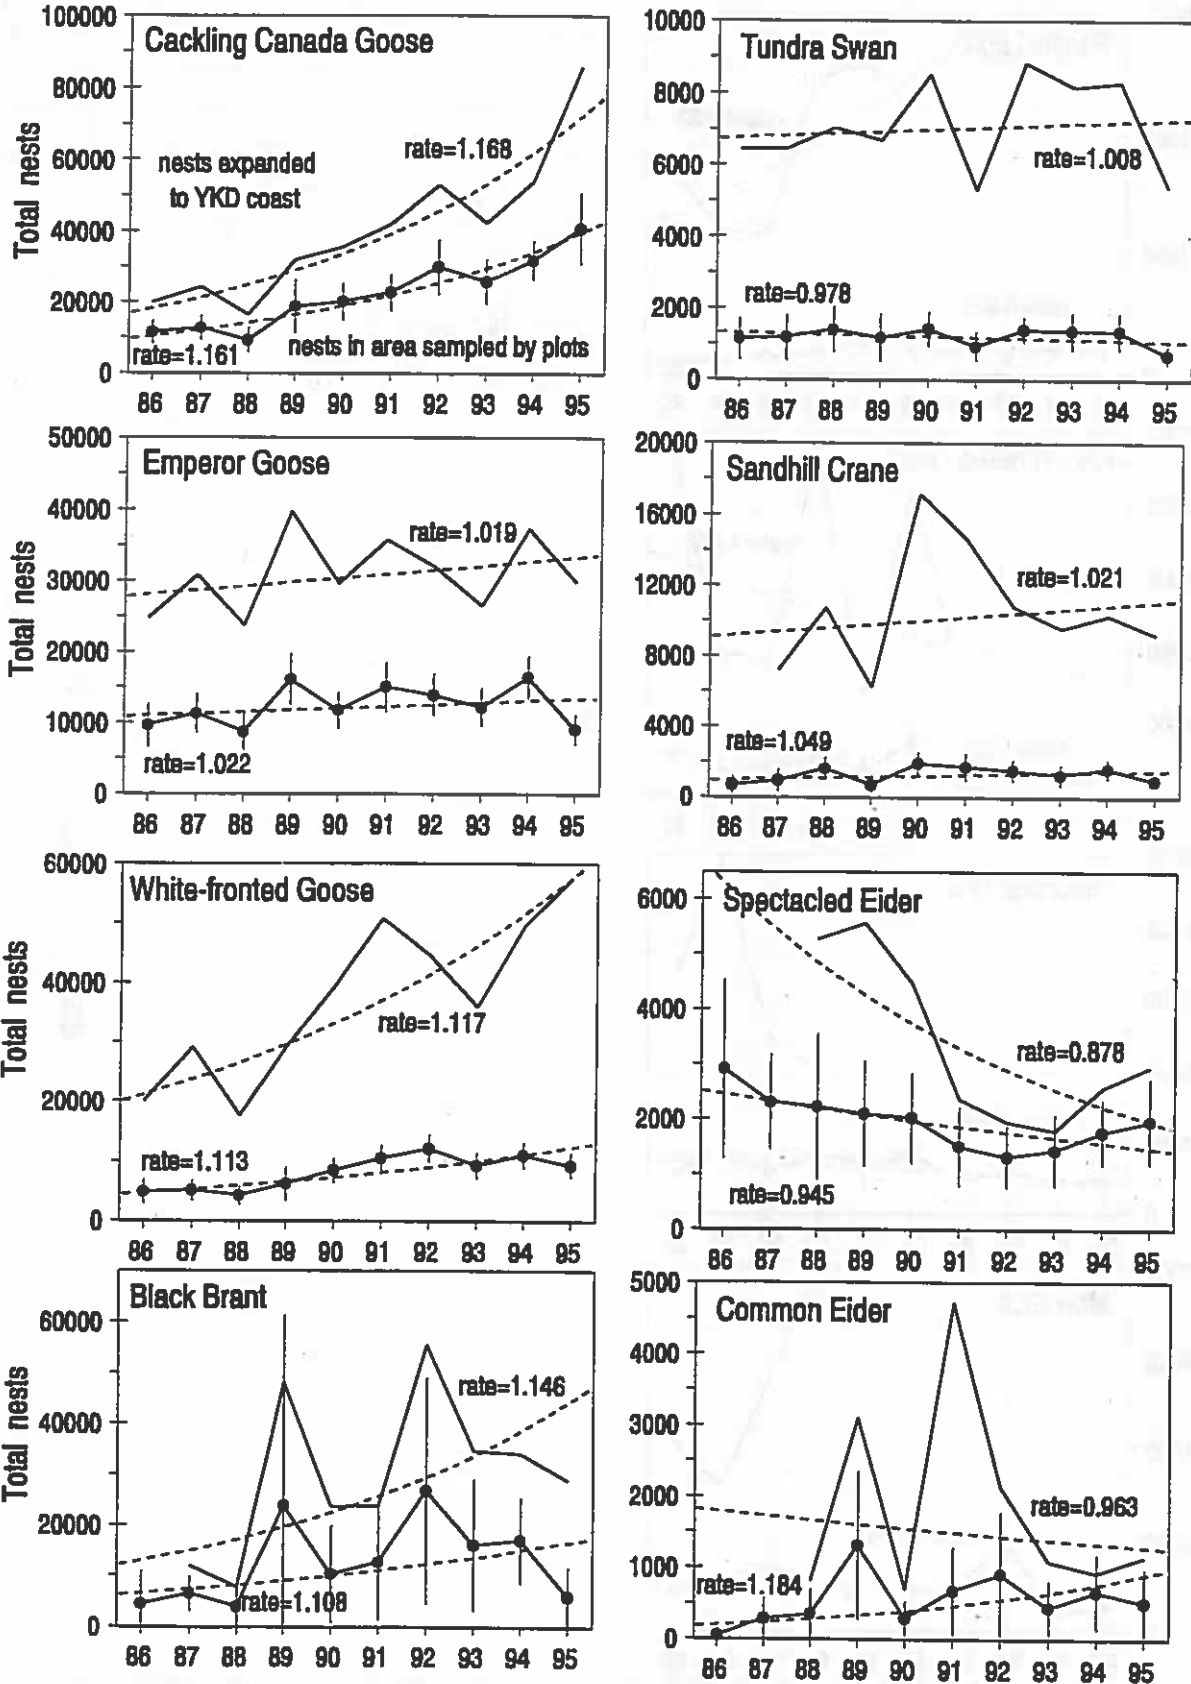 Total nests
100000
80000
60000
40000
20000
0
Cackling Canada Goose
rate=1.168
nests expanded
to YKD coast
rate=1.161
nests in area sampled by plots
86 87 88 89 90 91 92 93 94 95
10000
8000
6000
4000
2000
0
Tundra Swan
rate=1.008
rate=0.978
86 87 88 89 90 91 92 93 94 95
Total nests
50000
40000
30000
20000
10000
0
Emperor Goose
rate=1.019
rate=1.022
86 87 88 89 90 91 92 93 94 95
20000
16000
12000
8000
4000
0
Sandhill Crane
rate=1.021
rate=1.049
86 87 88 89 90 91 92 93 94 95
Total nests
60000
40000
20000
0
White-fronted Goose
rate=1.117
rate=1.113
86 87 88 89 90 91 92 93 94 95
6000
4000
2000
0
Spectacled Eider
rate=0.878
rate=0.945
86 87 88 89 90 91 92 93 94 95
Total nests
60000
40000
20000
0
Black Brant
rate=1.146
rate=1.108
86 87 88 89 90 91 92 93 94 95
5000
4000
3000
2000
1000
0
Common Eider
rate=0.963
rate=1.184
86 87 88 89 90 91 92 93 94 95